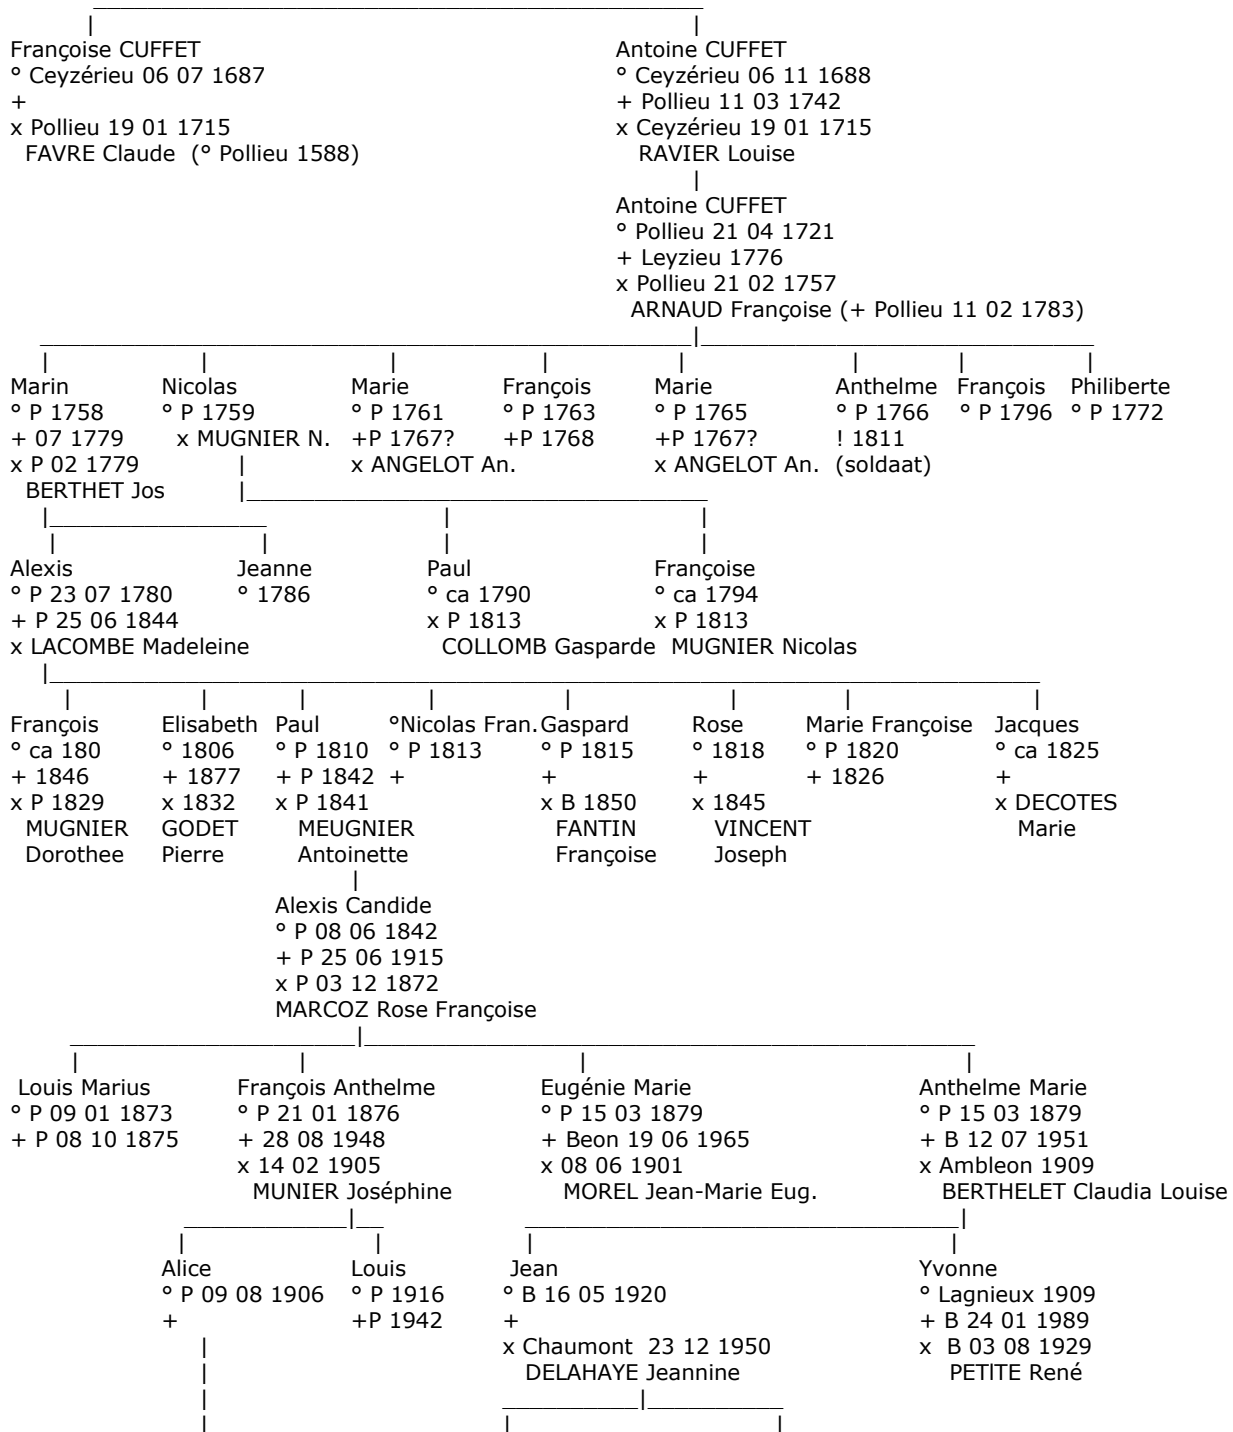 Françoise CUFFET Antoine CUFFET
° Ceyzérieu 06 07 1687 ° Ceyzérieu 06 11 1688
+ + Pollieu 11 03 1742
x Pollieu 19 01 1715 x Ceyzérieu 19 01 1715
FAVRE Claude (° Pollieu 1588) RAVIER Louise
Antoine CUFFET
° Pollieu 21 04 1721
+ Leyzieu 1776
x Pollieu 21 02 1757
ARNAUD Françoise (+ Pollieu 11 02 1783)
Marin Nicolas Marie François Marie Anthelme François Philiberte
° P 1758 ° P 1759 ° P 1761 ° P 1763 ° P 1765 ° P 1766 ° P 1796 ° P 1772
+ 07 1779 x MUGNIER N. +P 1767? +P 1768 +P 1767? ! 1811
x P 02 1779 x ANGELOT An. x ANGELOT An. (soldaat)
BERTHET Jos
Alexis Jeanne Paul Françoise
° P 23 07 1780 ° 1786 ° ca 1790 ° ca 1794
+ P 25 06 1844 x P 1813 x P 1813
x LACOMBE Madeleine COLLOMB Gasparde MUGNIER Nicolas
François Elisabeth Paul °Nicolas Fran. Gaspard Rose Marie Françoise Jacques
° ca 180 ° 1806 ° P 1810 ° P 1813 ° P 1815 ° 1818 ° P 1820 ° ca 1825
+ 1846 + 1877 + P 1842 + + + + 1826 +
x P 1829 x 1832 x P 1841 x B 1850 x 1845 x DECOTES
MUGNIER GODET MEUGNIER FANTIN VINCENT Marie
Dorothee Pierre Antoinette Françoise Joseph
Alexis Candide
° P 08 06 1842
+ P 25 06 1915
x P 03 12 1872
MARCOZ Rose Françoise
Louis Marius François Anthelme Eugénie Marie Anthelme Marie
° P 09 01 1873 ° P 21 01 1876 ° P 15 03 1879 ° P 15 03 1879
+ P 08 10 1875 + 28 08 1948 + Beon 19 06 1965 + B 12 07 1951
x 14 02 1905 x 08 06 1901 x Ambleon 1909
MUNIER Joséphine MOREL Jean-Marie Eug. BERTHELET Claudia Louise
Alice Louis Jean Yvonne
° P 09 08 1906 ° P 1916 ° B 16 05 1920 ° Lagnieux 1909
+ +P 1942 + + B 24 01 1989
x Chaumont 23 12 1950 x B 03 08 1929
DELAHAYE Jeannine PETlTE René